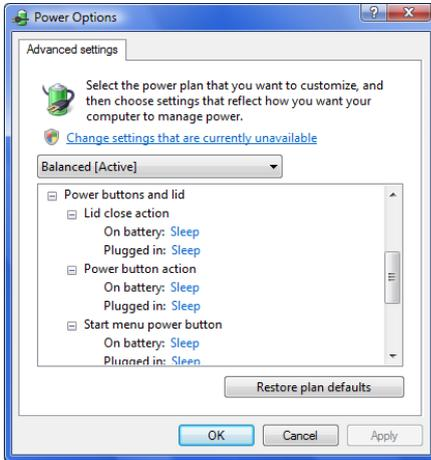 Power Options
Advanced settings
Select the power plan that you want to customize, and
then choose settings that reflect how you want your
computer to manage power.
Change settings that are currently unavailable
Balanced [Active]
Power buttons and lid
Lid close action
On battery: Sleep
Plugged in: Sleep
Power button action
On battery: Sleep
Plugged in: Sleep
Start menu power button
On battery: Sleep
Plugged in: Sleep
Restore plan defaults
OK Cancel Apply